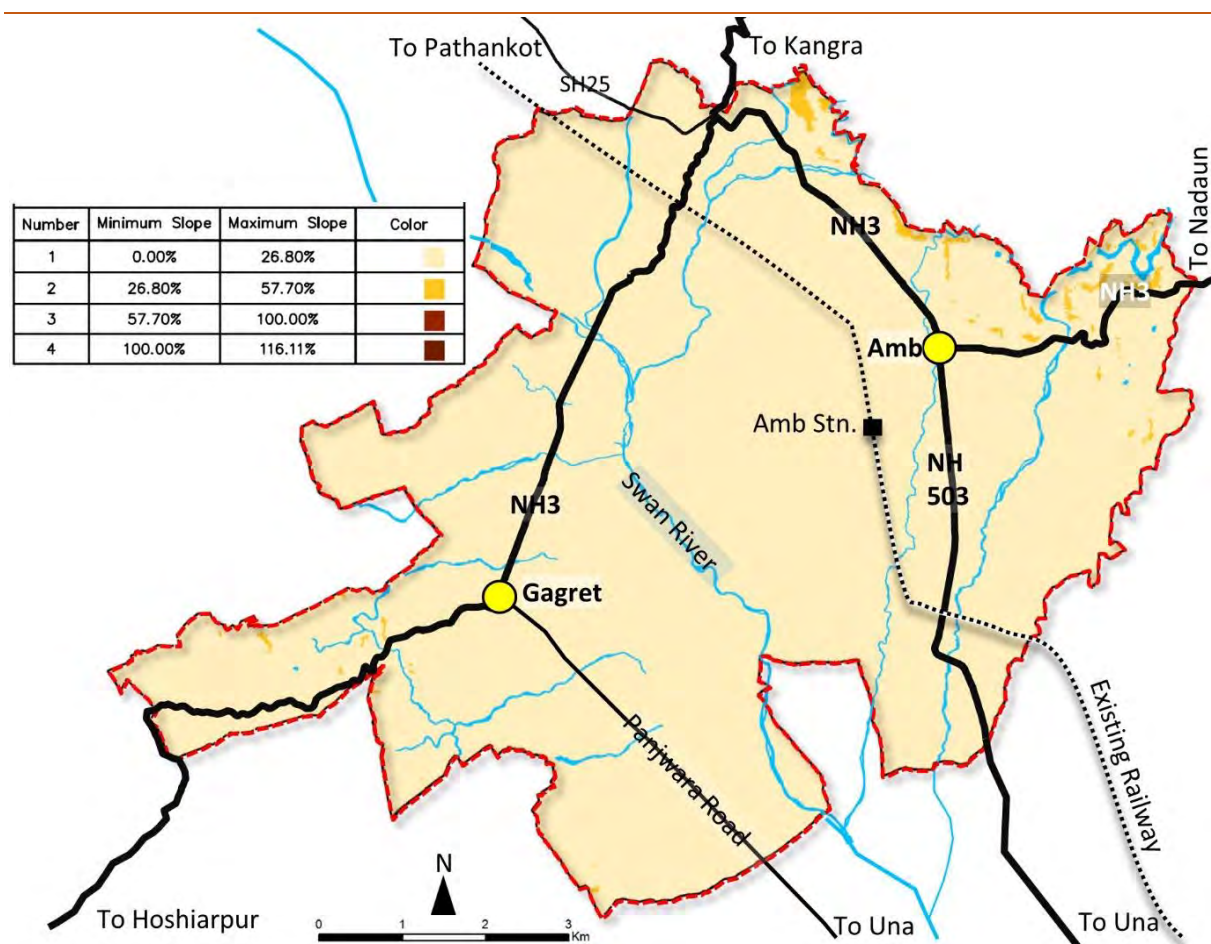 To Pathankot
To Kangra
SH25
To Nadaun
Number Minimum Slope Maximum Slope Color
1 0.00% 26.80%
2 26.80% 57.70%
3 57.70% 100.00%
4 100.00% 116.11%
NH3
NH3
Amb
Amb Stn.
NH
503
NH3
Swan River
Gagret
Panjwara Road
Existing Railway
N
To Hoshiarpur
0 1 2 3
Km
To Una
To Una